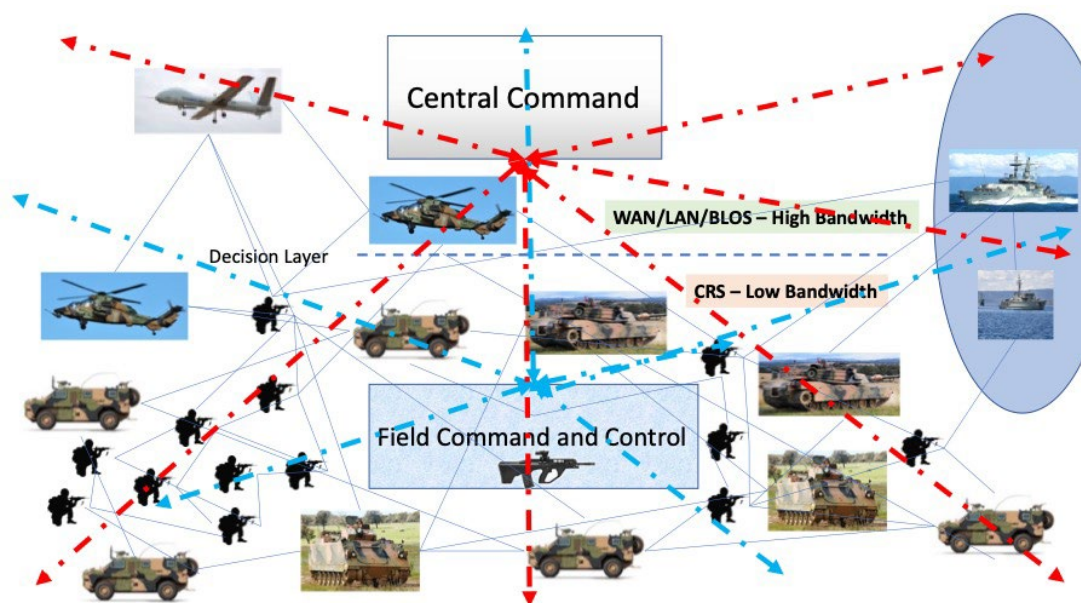 Central Command
WAN/LAN/BLOS – High Bandwidth
Decision Layer
CRS – Low Bandwidth
Field Command and Control